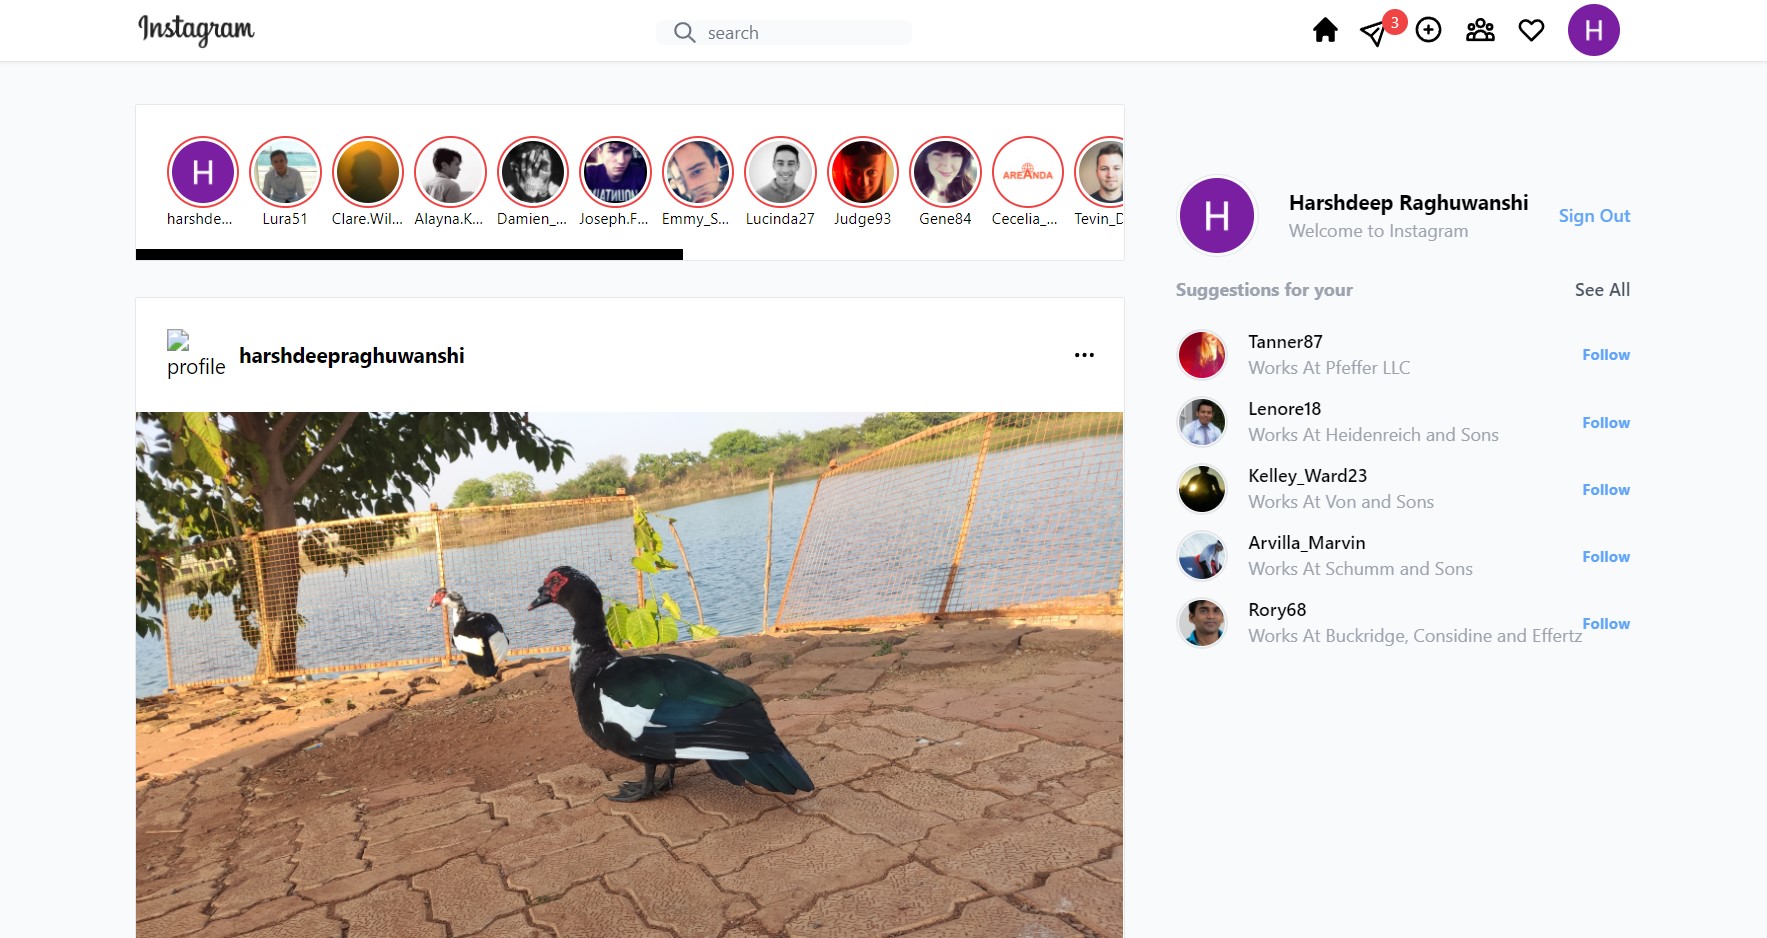 Instagram
search
3
H
H
harshde...
Lura51
Clare.Wil...
Alayna.K...
Damien_...
Joseph.F...
Emmy_S...
Lucinda27
Judge93
Gene84
AREANDA
Cecelia_...
Tevin_D
H
Harshdeep Raghuwanshi
Welcome to Instagram
Sign Out
Suggestions for your
See All
Tanner87
Works At Pfeffer LLC
Follow
Lenore18
Works At Heidenreich and Sons
Follow
Kelley_Ward23
Works At Von and Sons
Follow
Arvilla_Marvin
Works At Schumm and Sons
Follow
Rory68
Works At Buckridge, Considine and Effertz
Follow
profile
harshdeepraghuwanshi